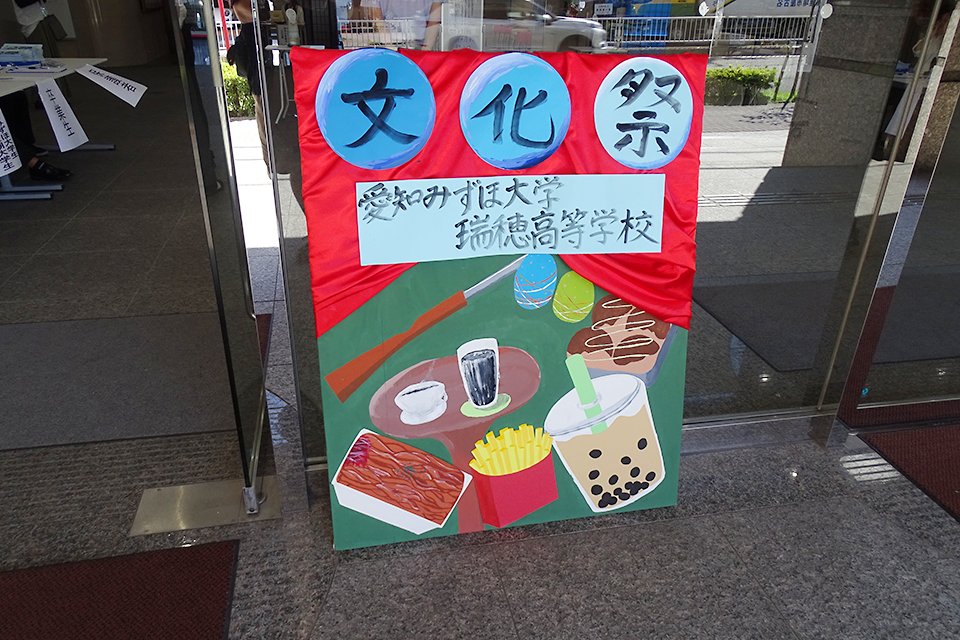 文化祭
愛知みずほ大学
瑞穂高等学校